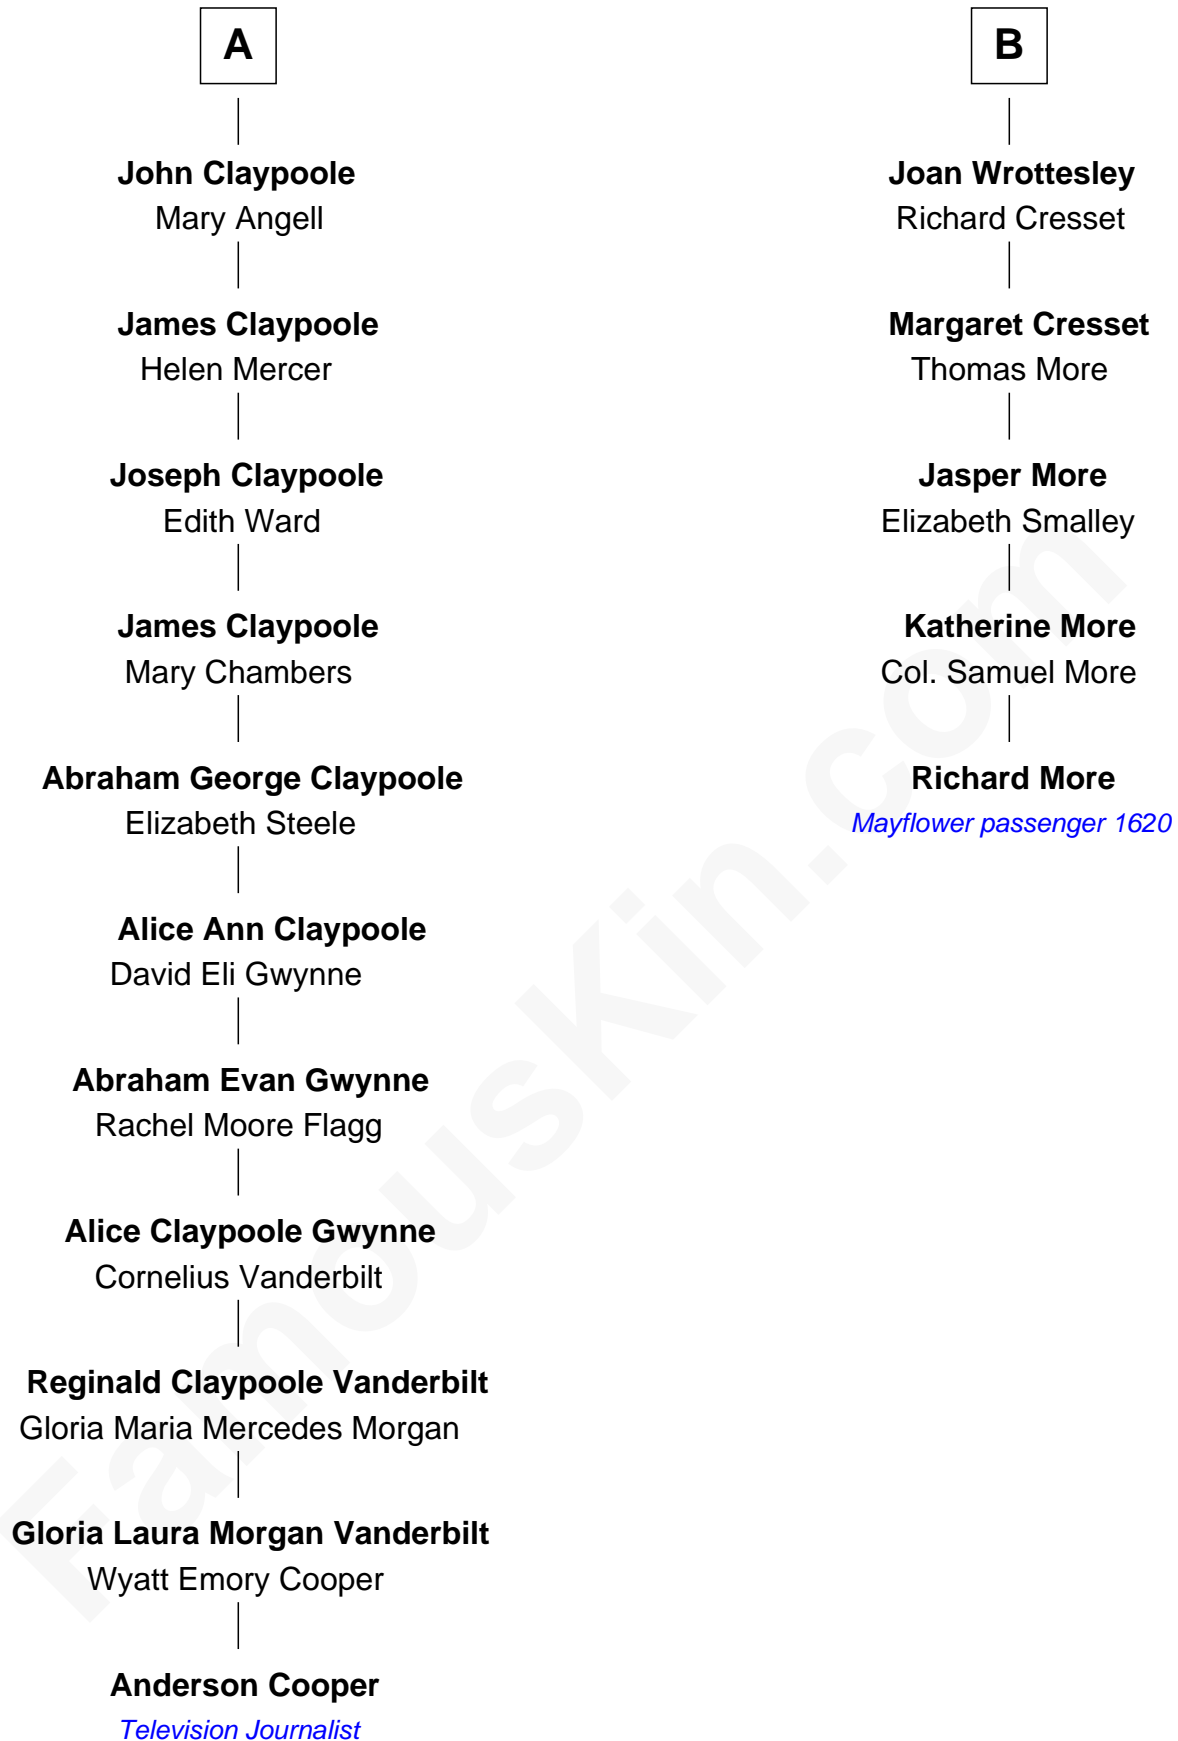 A
John Claypoole
Mary Angell
James Claypoole
Helen Mercer
Joseph Claypoole
Edith Ward
James Claypoole
Mary Chambers
Abraham George Claypoole
Elizabeth Steele
Alice Ann Claypoole
David Eli Gwynne
Abraham Evan Gwynne
Rachel Moore Flagg
Alice Claypoole Gwynne
Cornelius Vanderbilt
Reginald Claypoole Vanderbilt
Gloria Maria Mercedes Morgan
Gloria Laura Morgan Vanderbilt
Wyatt Emory Cooper
Anderson Cooper
Television Journalist
B
Joan Wrottesley
Richard Cresset
Margaret Cresset
Thomas More
Jasper More
Elizabeth Smalley
Katherine More
Col. Samuel More
Richard More
Mayflower passenger 1620
FamousKin.com